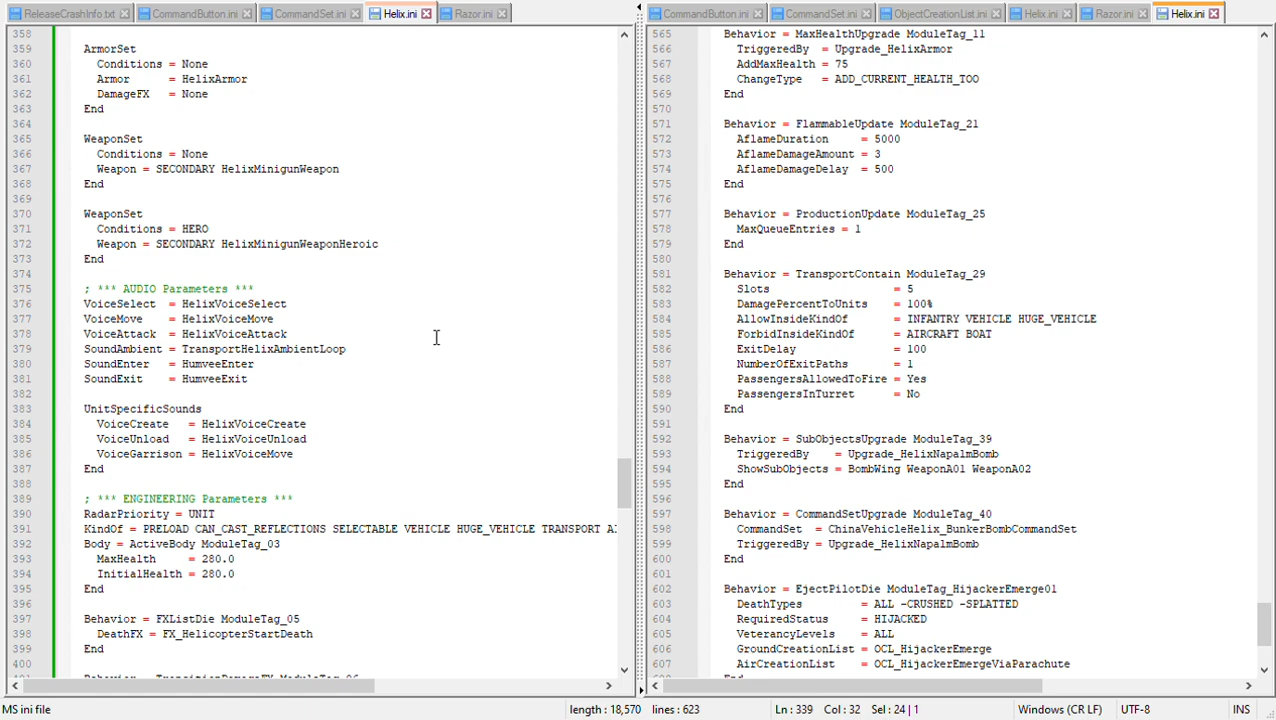 ReleaseCrashInfo.txt CommandButton.ini CommandSet.ini Helix.ini Razor.ini
358
359 ArmorSet
360 Conditions = None
361 Armor = HelixArmor
362 DamageFX = None
363 End
364
365 WeaponSet
366 Conditions = None
367 Weapon = SECONDARY HelixMinigunWeapon
368 End
369
370 WeaponSet
371 Conditions = HERO
372 Weapon = SECONDARY HelixMinigunWeaponHeroic
373 End
374
375 ; *** AUDIO Parameters ***
376 VoiceSelect = HelixVoiceSelect
377 VoiceMove = HelixVoiceMove
378 VoiceAttack = HelixVoiceAttack
379 SoundAmbient = TransportHelixAmbientLoop
380 SoundEnter = HumveeEnter
381 SoundExit = HumveeExit
382
383 UnitSpecificSounds
384 VoiceCreate = HelixVoiceCreate
385 VoiceUnload = HelixVoiceUnload
386 VoiceGarrison = HelixVoiceMove
387 End
388
389 ; *** ENGINEERING Parameters ***
390 RadarPriority = UNIT
391 KindOf = PRELOAD CAN_CAST_REFLECTIONS SELECTABLE VEHICLE HUGE_VEHICLE TRANSPORT
392 Body = ActiveBody ModuleTag_03
393 MaxHealth = 280.0
394 InitialHealth = 280.0
395 End
396
397 Behavior = FXListDie ModuleTag_05
398 DeathFX = FX_HelicopterStartDeath
399 End
400
CommandButton.ini CommandSet.ini ObjectCreationList.ini Helix.ini Razor.ini Helix.ini
565 Behavior = MaxHealthUpgrade ModuleTag_11
566 TriggeredBy = Upgrade_HelixArmor
567 AddMaxHealth = 75
568 ChangeType = ADD_CURRENT_HEALTH_TOO
569 End
570
571 Behavior = FlammableUpdate ModuleTag_21
572 AflameDuration = 5000
573 AflameDamageAmount = 3
574 AflameDamageDelay = 500
575 End
576
577 Behavior = ProductionUpdate ModuleTag_25
578 MaxQueueEntries = 1
579 End
580
581 Behavior = TransportContain ModuleTag_29
582 Slots = 5
583 DamagePercentToUnits = 100%
584 AllowInsideKindOf = INFANTRY VEHICLE HUGE_VEHICLE
585 ForbidInsideKindOf = AIRCRAFT BOAT
586 ExitDelay = 100
587 NumberOfExitPaths = 1
588 PassengersAllowedToFire = Yes
589 PassengersInTurret = No
590 End
591
592 Behavior = SubObjectsUpgrade ModuleTag_39
593 TriggeredBy = Upgrade_HelixNapalmBomb
594 ShowSubObjects = BombWing WeaponA01 WeaponA02
595 End
596
597 Behavior = CommandSetUpgrade ModuleTag_40
598 CommandSet = ChinaVehicleHelix_BunkerBombCommandSet
599 TriggeredBy = Upgrade_HelixNapalmBomb
600 End
601
602 Behavior = EjectPilotDie ModuleTag_HijackerEmerge01
603 DeathTypes = ALL -CRUSHED -SPLATTED
604 RequiredStatus = HIJACKED
605 VeterancyLevels = ALL
606 GroundCreationList = OCL_HijackerEmerge
607 AirCreationList = OCL_HijackerEmergeViaParachute
MS ini file length : 18,570 lines : 623 Ln : 339 Col : 32 Sel : 24 | 1 Windows (CR LF) UTF-8 INS